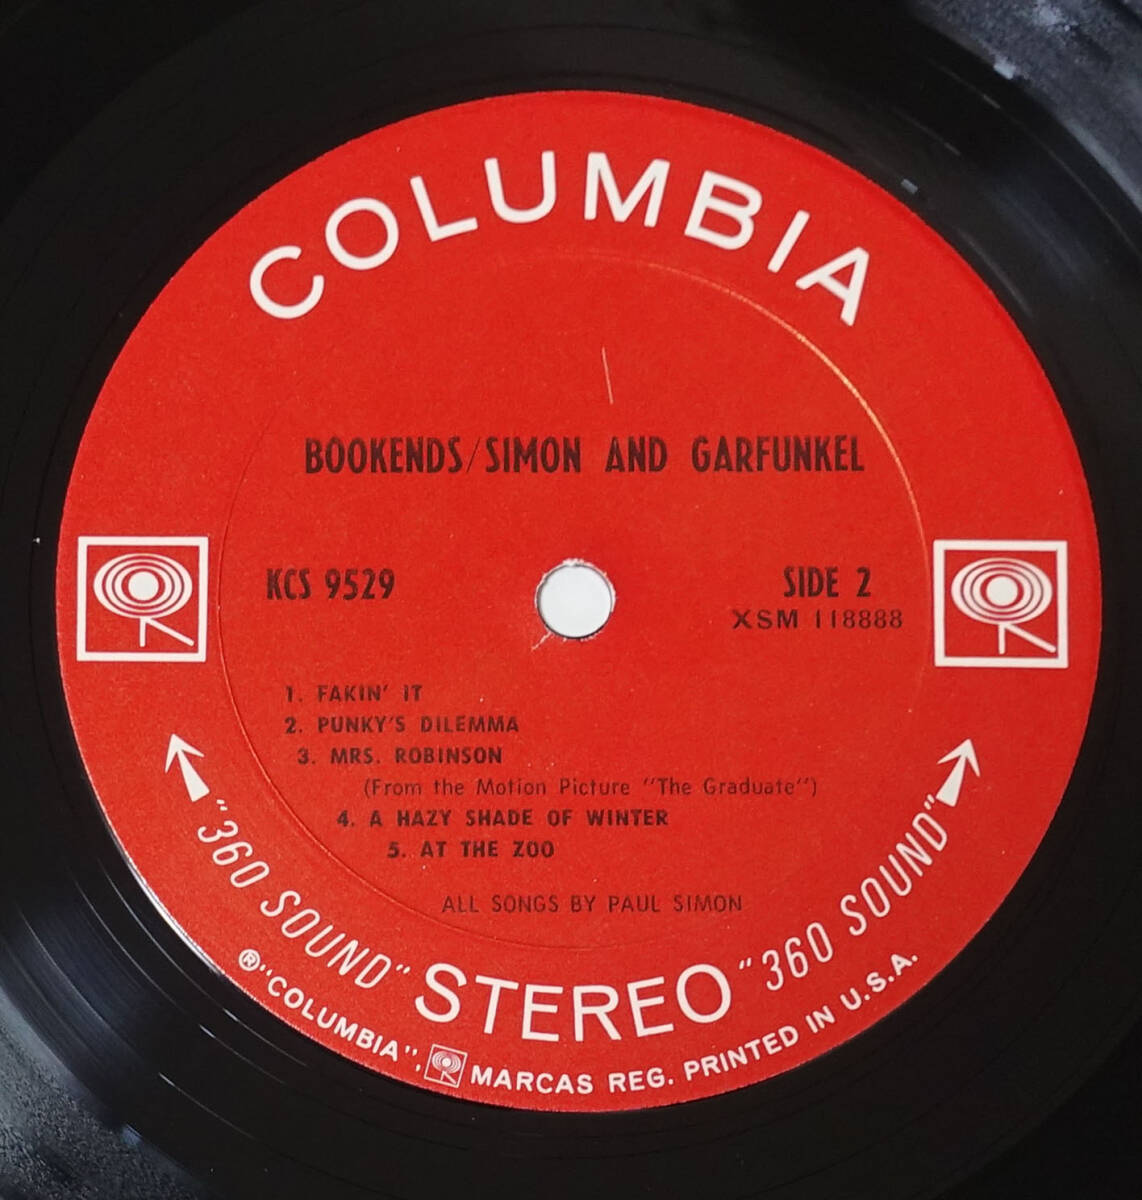 COLUMBIA
BOOKENDS/SIMON AND GARFUNKEL
KCS 9529
SIDE 2
XSM 118888
1. FAKIN' IT
2. PUNKY'S DILEMMA
3. MRS. ROBINSON
(From the Motion Picture "The Graduate")
4. A HAZY SHADE OF WINTER
5. AT THE ZOO
ALL SONGS BY PAUL SIMON
"360 SOUND" STEREO "360 SOUND"
® "COLUMBIA", MARCAS REG. PRINTED IN U.S.A.